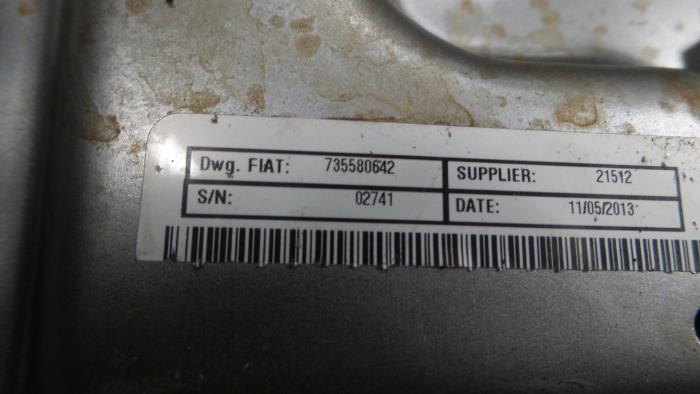 Dwg. FIAT: 735580642 SUPPLIER: 21512
S/N: 02741 DATE: 11/05/2013